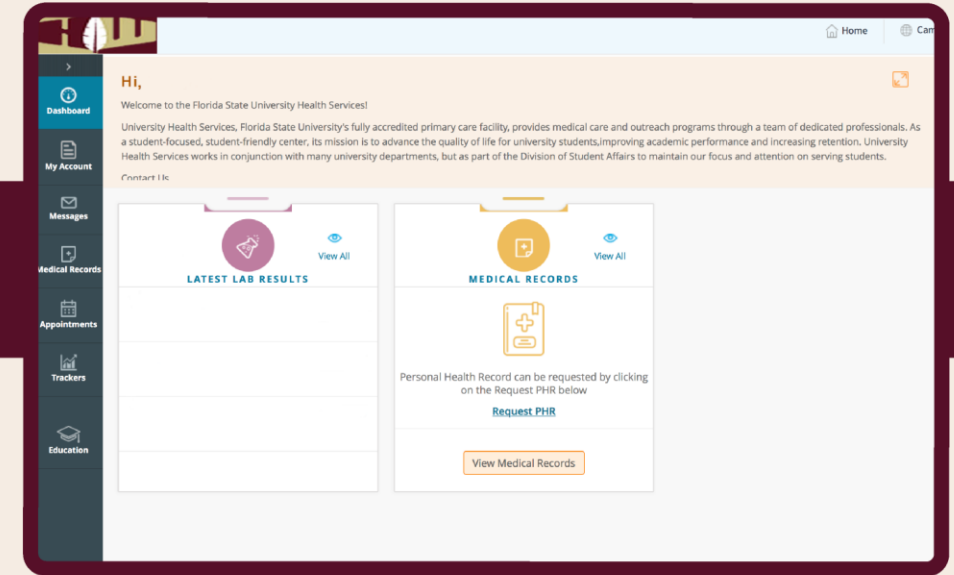 Home
Dashboard
My Account
Messages
Medical Records
Appointments
Trackers
Education
Hi,
Welcome to the Florida State University Health Services!
University Health Services, Florida State University's fully accredited primary care facility, provides medical care and outreach programs through a team of dedicated professionals. As
a student-focused, student-friendly center, its mission is to advance the quality of life for university students,improving academic performance and increasing retention. University
Health Services works in conjunction with many university departments, but as part of the Division of Student Affairs to maintain our focus and attention on serving students.
Contact Us
View All
LATEST LAB RESULTS
View All
MEDICAL RECORDS
Personal Health Record can be requested by clicking
on the Request PHR below
Request PHR
View Medical Records